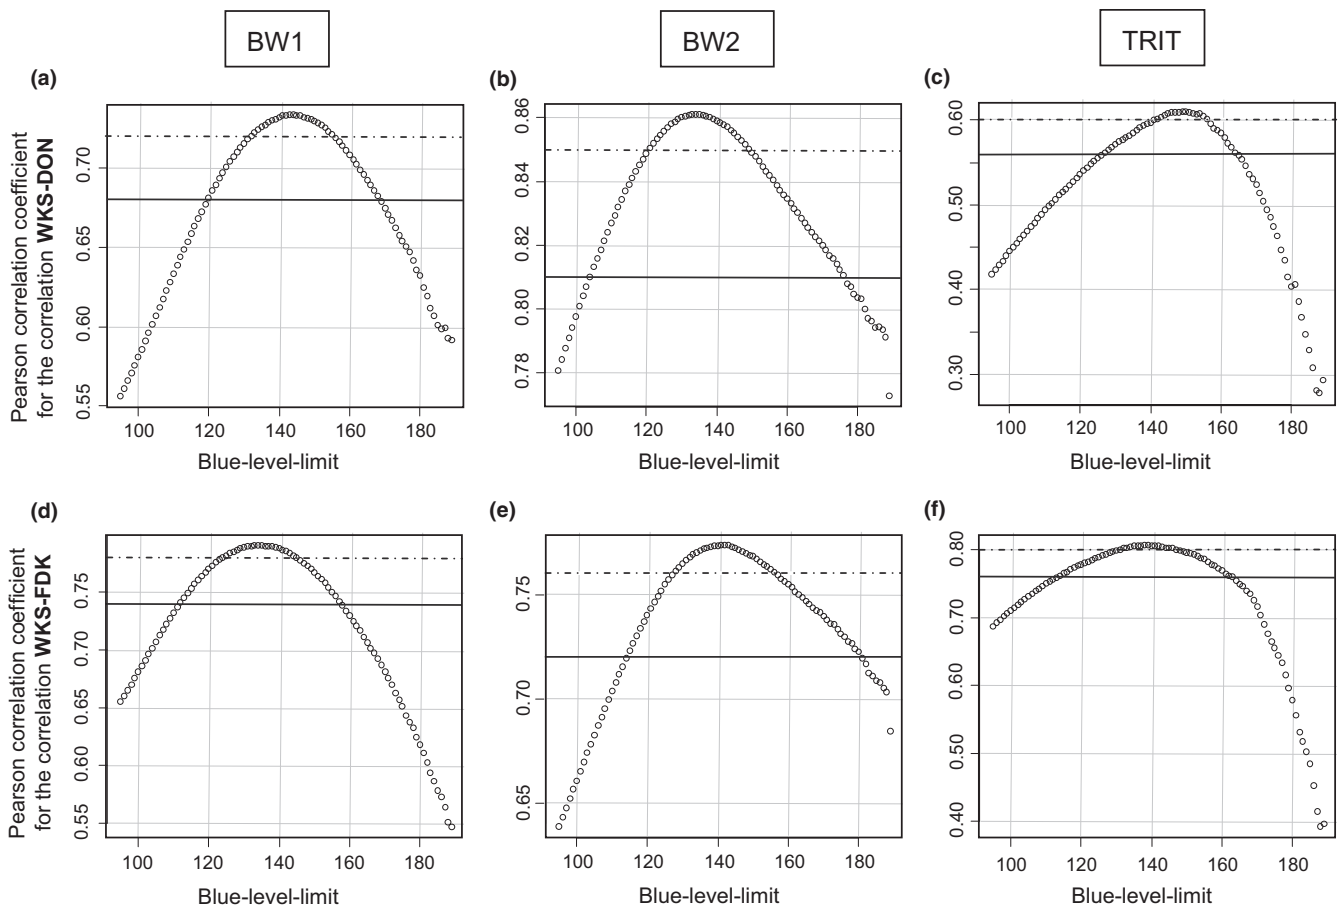 BW1
BW2
TRIT
(a)
(b)
(c)
Pearson correlation coefficient
for the correlation WKS-DON
0.55 0.60 0.65 0.70
0.78 0.80 0.82 0.84 0.86
0.30 0.40 0.50 0.60
100 120 140 160 180
100 120 140 160 180
100 120 140 160 180
Blue-level-limit
Blue-level-limit
Blue-level-limit
(d)
(e)
(f)
Pearson correlation coefficient
for the correlation WKS-FDK
0.55 0.60 0.65 0.70 0.75
0.65 0.70 0.75
0.40 0.50 0.60 0.70 0.80
100 120 140 160 180
100 120 140 160 180
100 120 140 160 180
Blue-level-limit
Blue-level-limit
Blue-level-limit